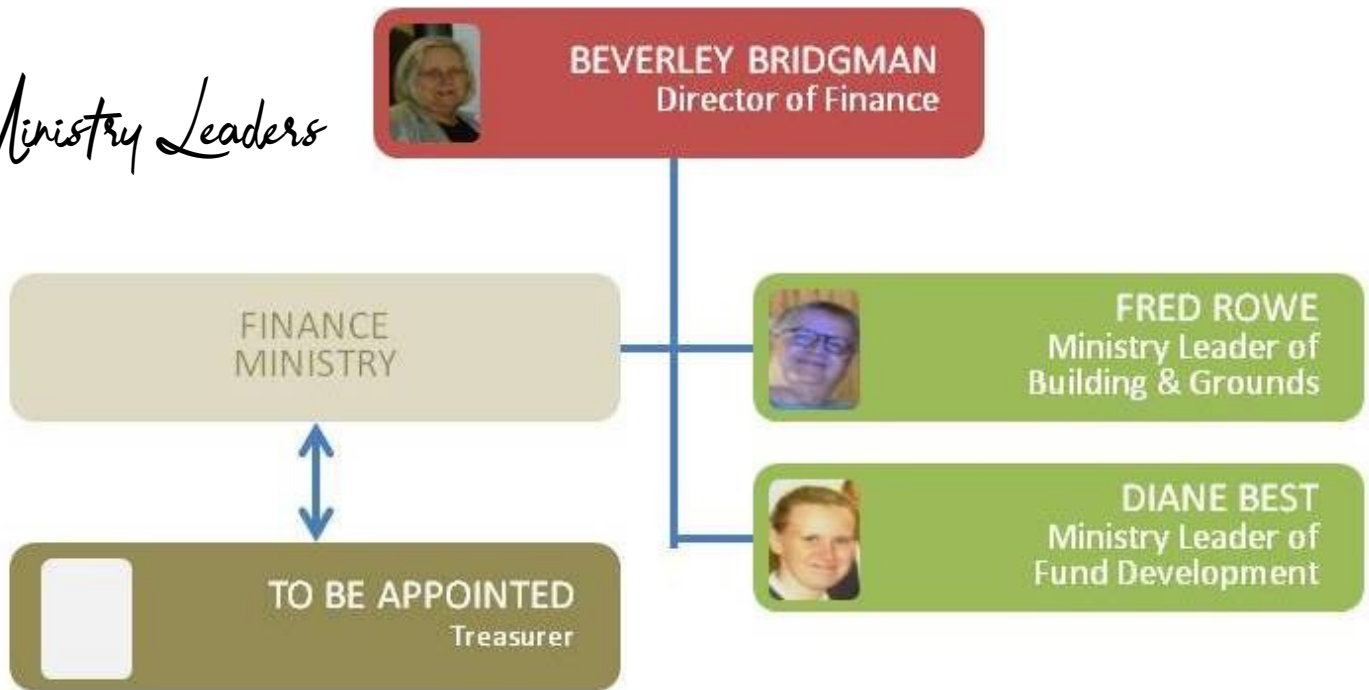 Ministry Leaders
BEVERLEY BRIDGMAN
Director of Finance
FINANCE
MINISTRY
FRED ROWE
Ministry Leader of
Building & Grounds
DIANE BEST
Ministry Leader of
Fund Development
TO BE APPOINTED
Treasurer